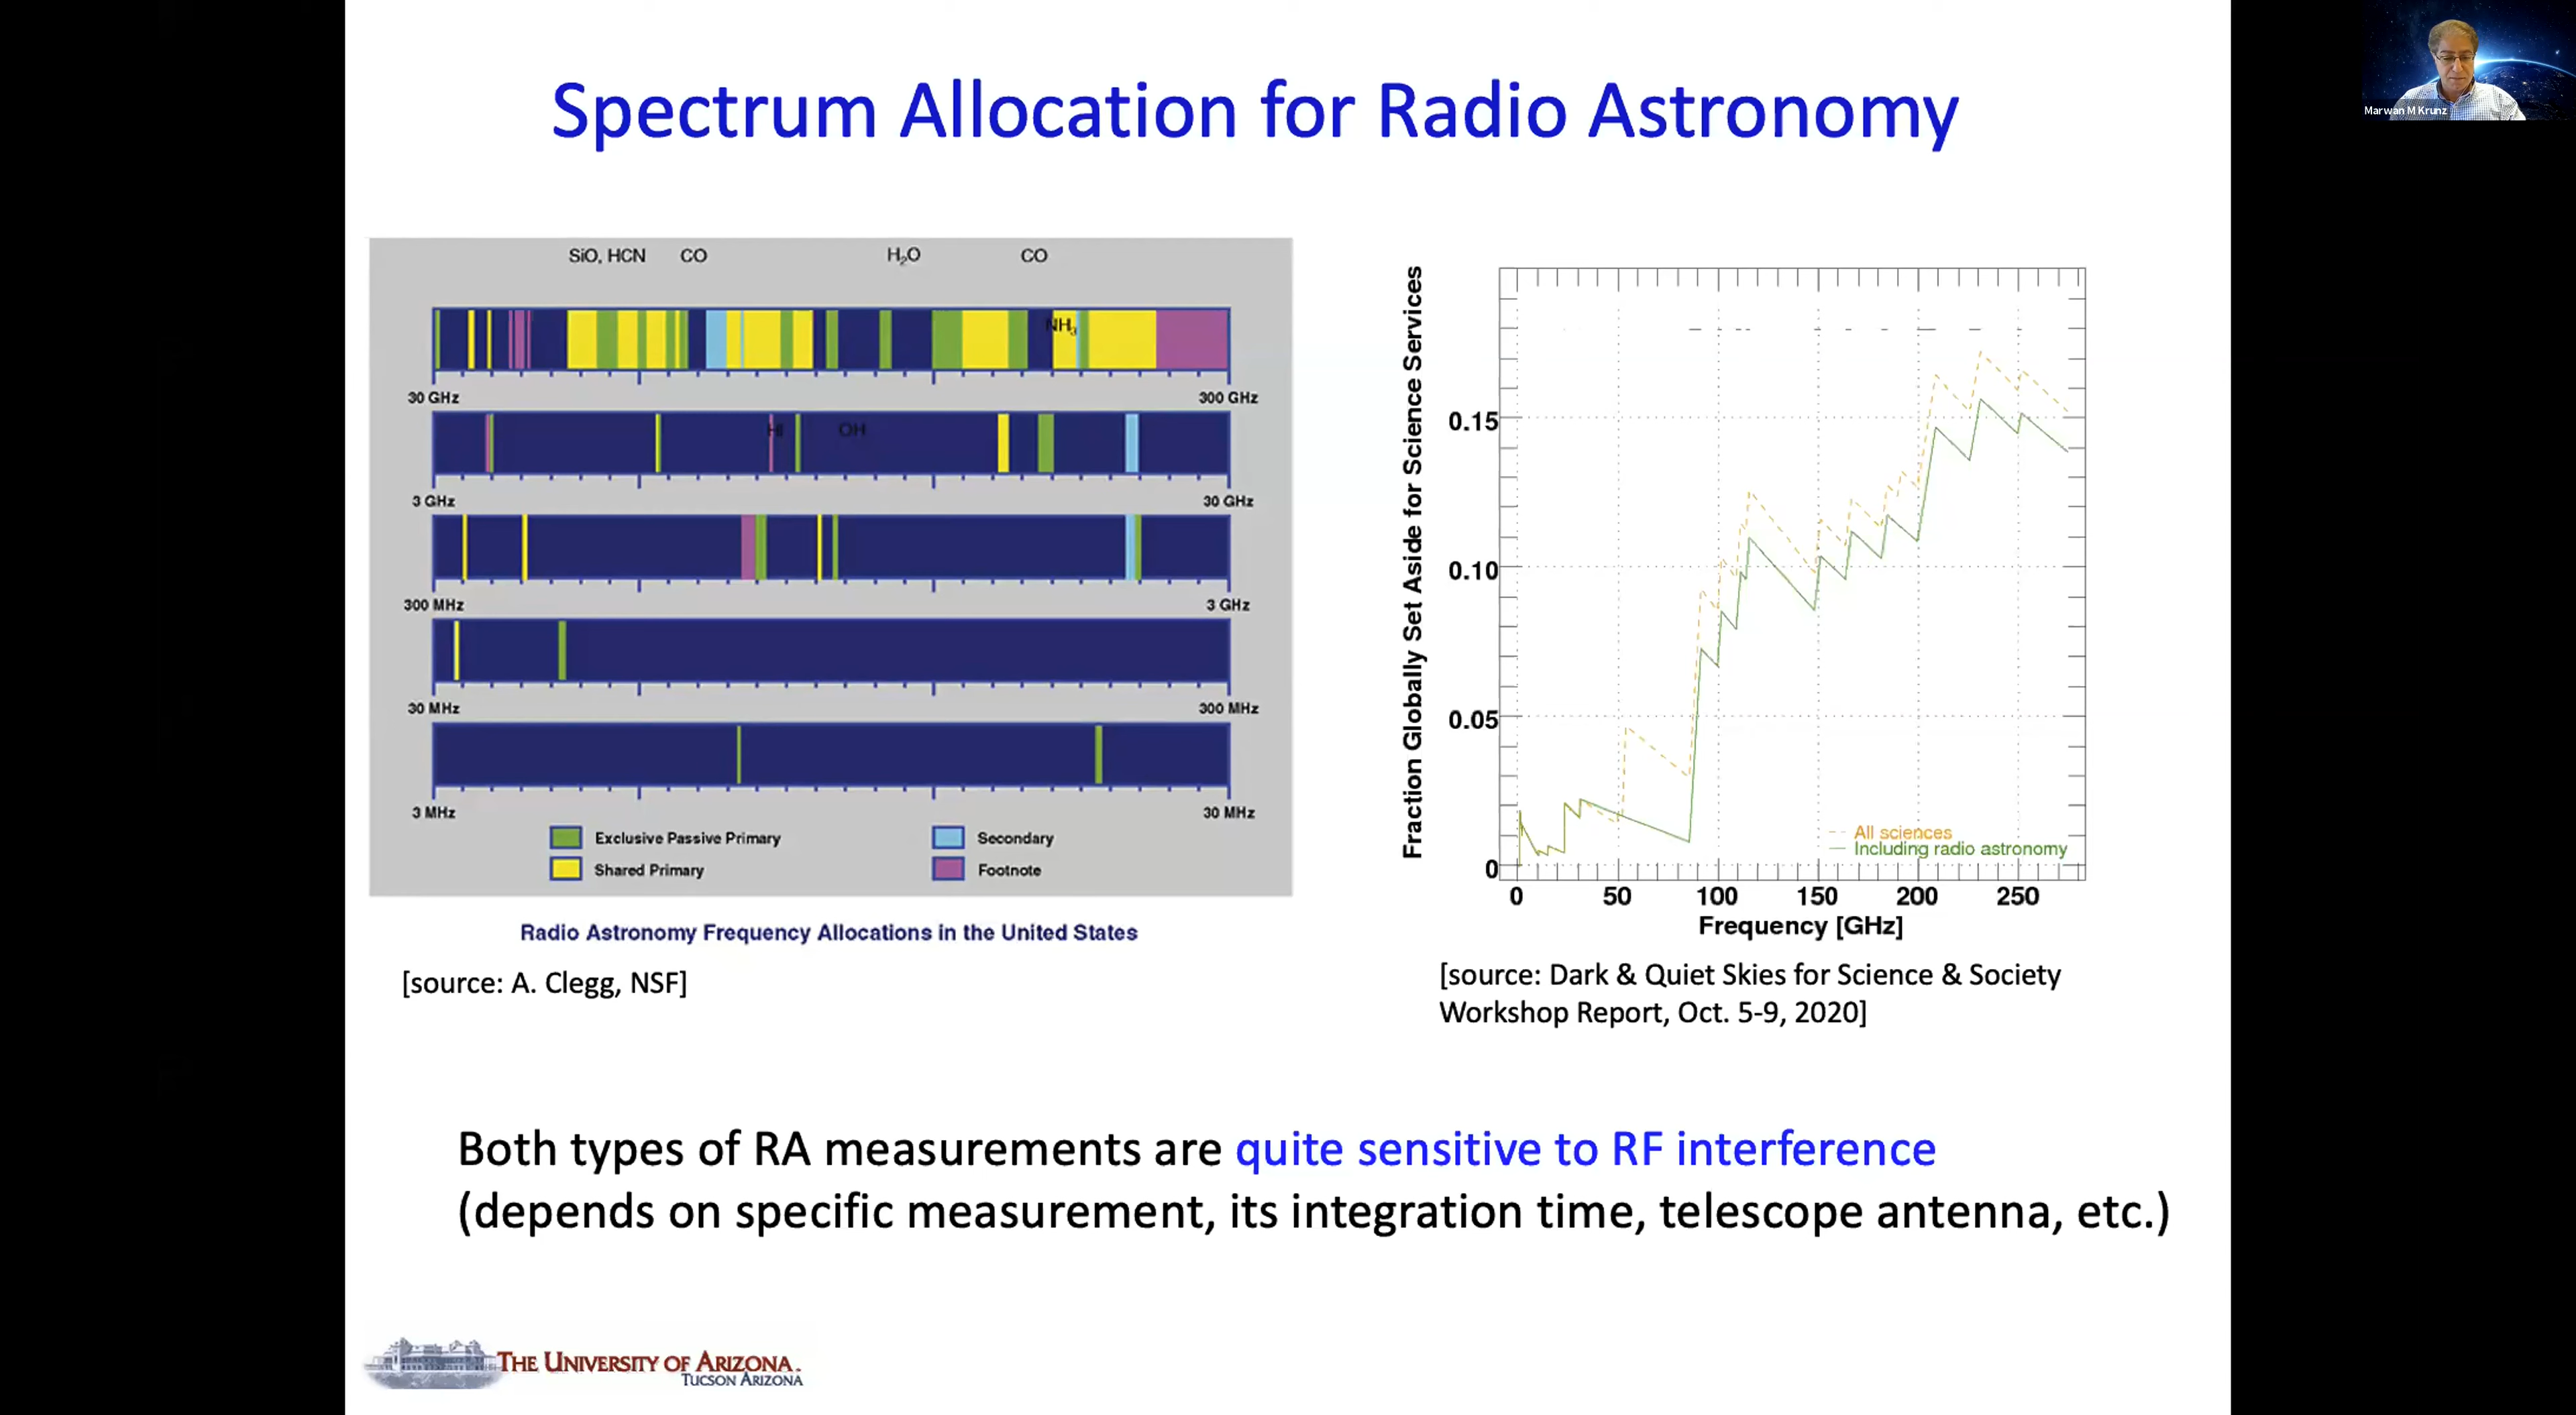 Marwan M Krunz
Spectrum Allocation for Radio Astronomy
SiO, HCN CO H₂O CO
NH₃
30 GHz 300 GHz
HI OH
3 GHz 30 GHz
300 MHz 3 GHz
30 MHz 300 MHz
3 MHz 30 MHz
Exclusive Passive Primary Secondary
Shared Primary Footnote
Radio Astronomy Frequency Allocations in the United States
[source: A. Clegg, NSF]
Fraction Globally Set Aside for Science Services
0.15
0.10
0.05
0
All sciences
Including radio astronomy
0 50 100 150 200 250
Frequency [GHz]
[source: Dark & Quiet Skies for Science & Society
Workshop Report, Oct. 5-9, 2020]
Both types of RA measurements are quite sensitive to RF interference
(depends on specific measurement, its integration time, telescope antenna, etc.)
THE UNIVERSITY OF ARIZONA.
TUCSON ARIZONA